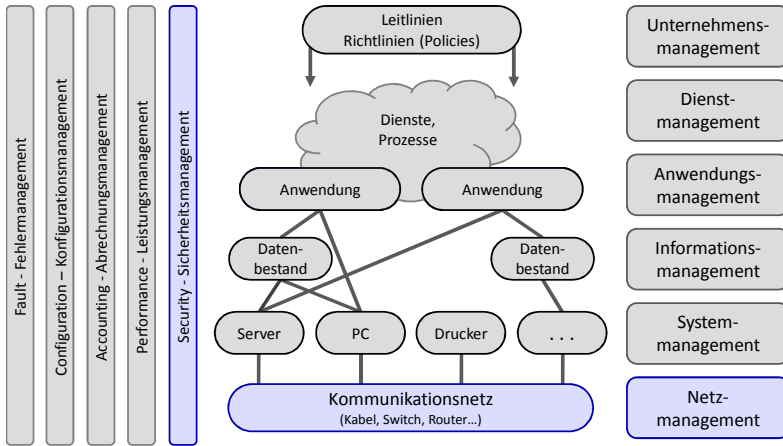 Fault - Fehlermanagement
Configuration – Konfigurationsmanagement
Accounting - Abrechnungsmanagement
Performance - Leistungsmanagement
Security - Sicherheitsmanagement
Leitlinien
Richtlinien (Policies)
Dienste,
Prozesse
Anwendung
Anwendung
Daten-
bestand
Daten-
bestand
Server
PC
Drucker
. . .
Kommunikationsnetz
(Kabel, Switch, Router…)
Unternehmens-
management
Dienst-
management
Anwendungs-
management
Informations-
management
System-
management
Netz-
management